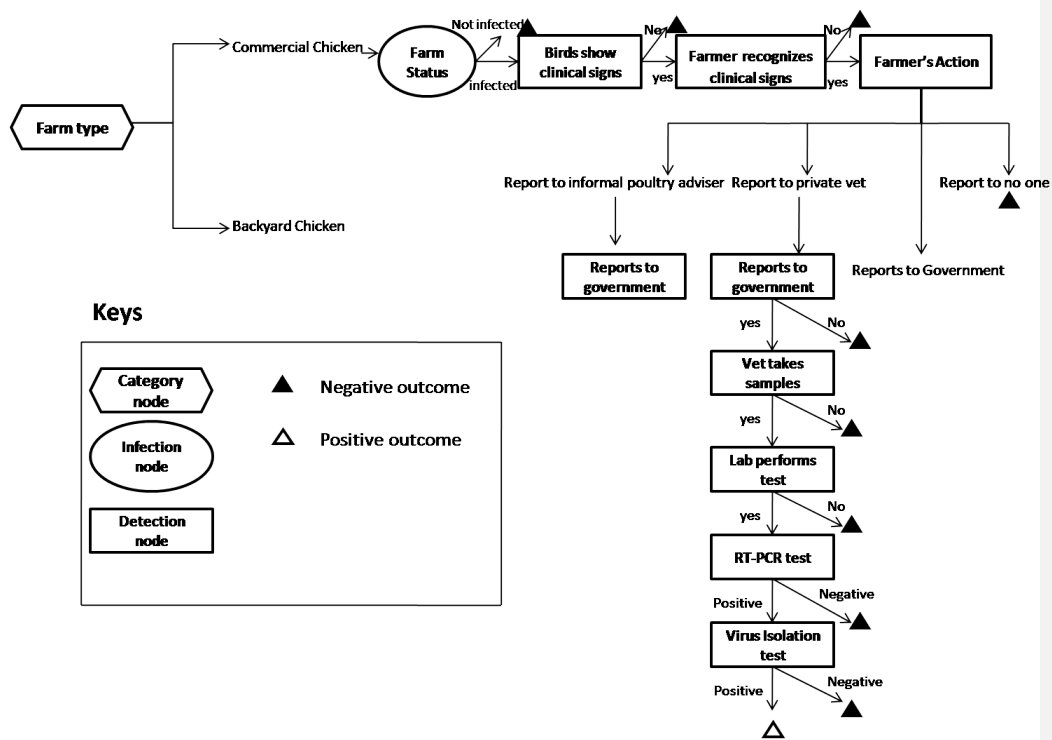 Not infected
No
No
Commercial Chicken
Farm
Status
Birds show
clinical signs
Farmer recognizes
clinical signs
Farmer's Action
infected
yes
yes
Farm type
Report to informal poultry adviser
Report to private vet
Report to no one
Backyard Chicken
Reports to
government
Reports to
government
Reports to Government
Keys
yes
No
Category
node
Negative outcome
Vet takes
samples
Positive outcome
yes
No
Infection
node
Lab performs
test
Detection
node
yes
No
RT-PCR test
Positive
Negative
Virus Isolation
test
Positive
Negative